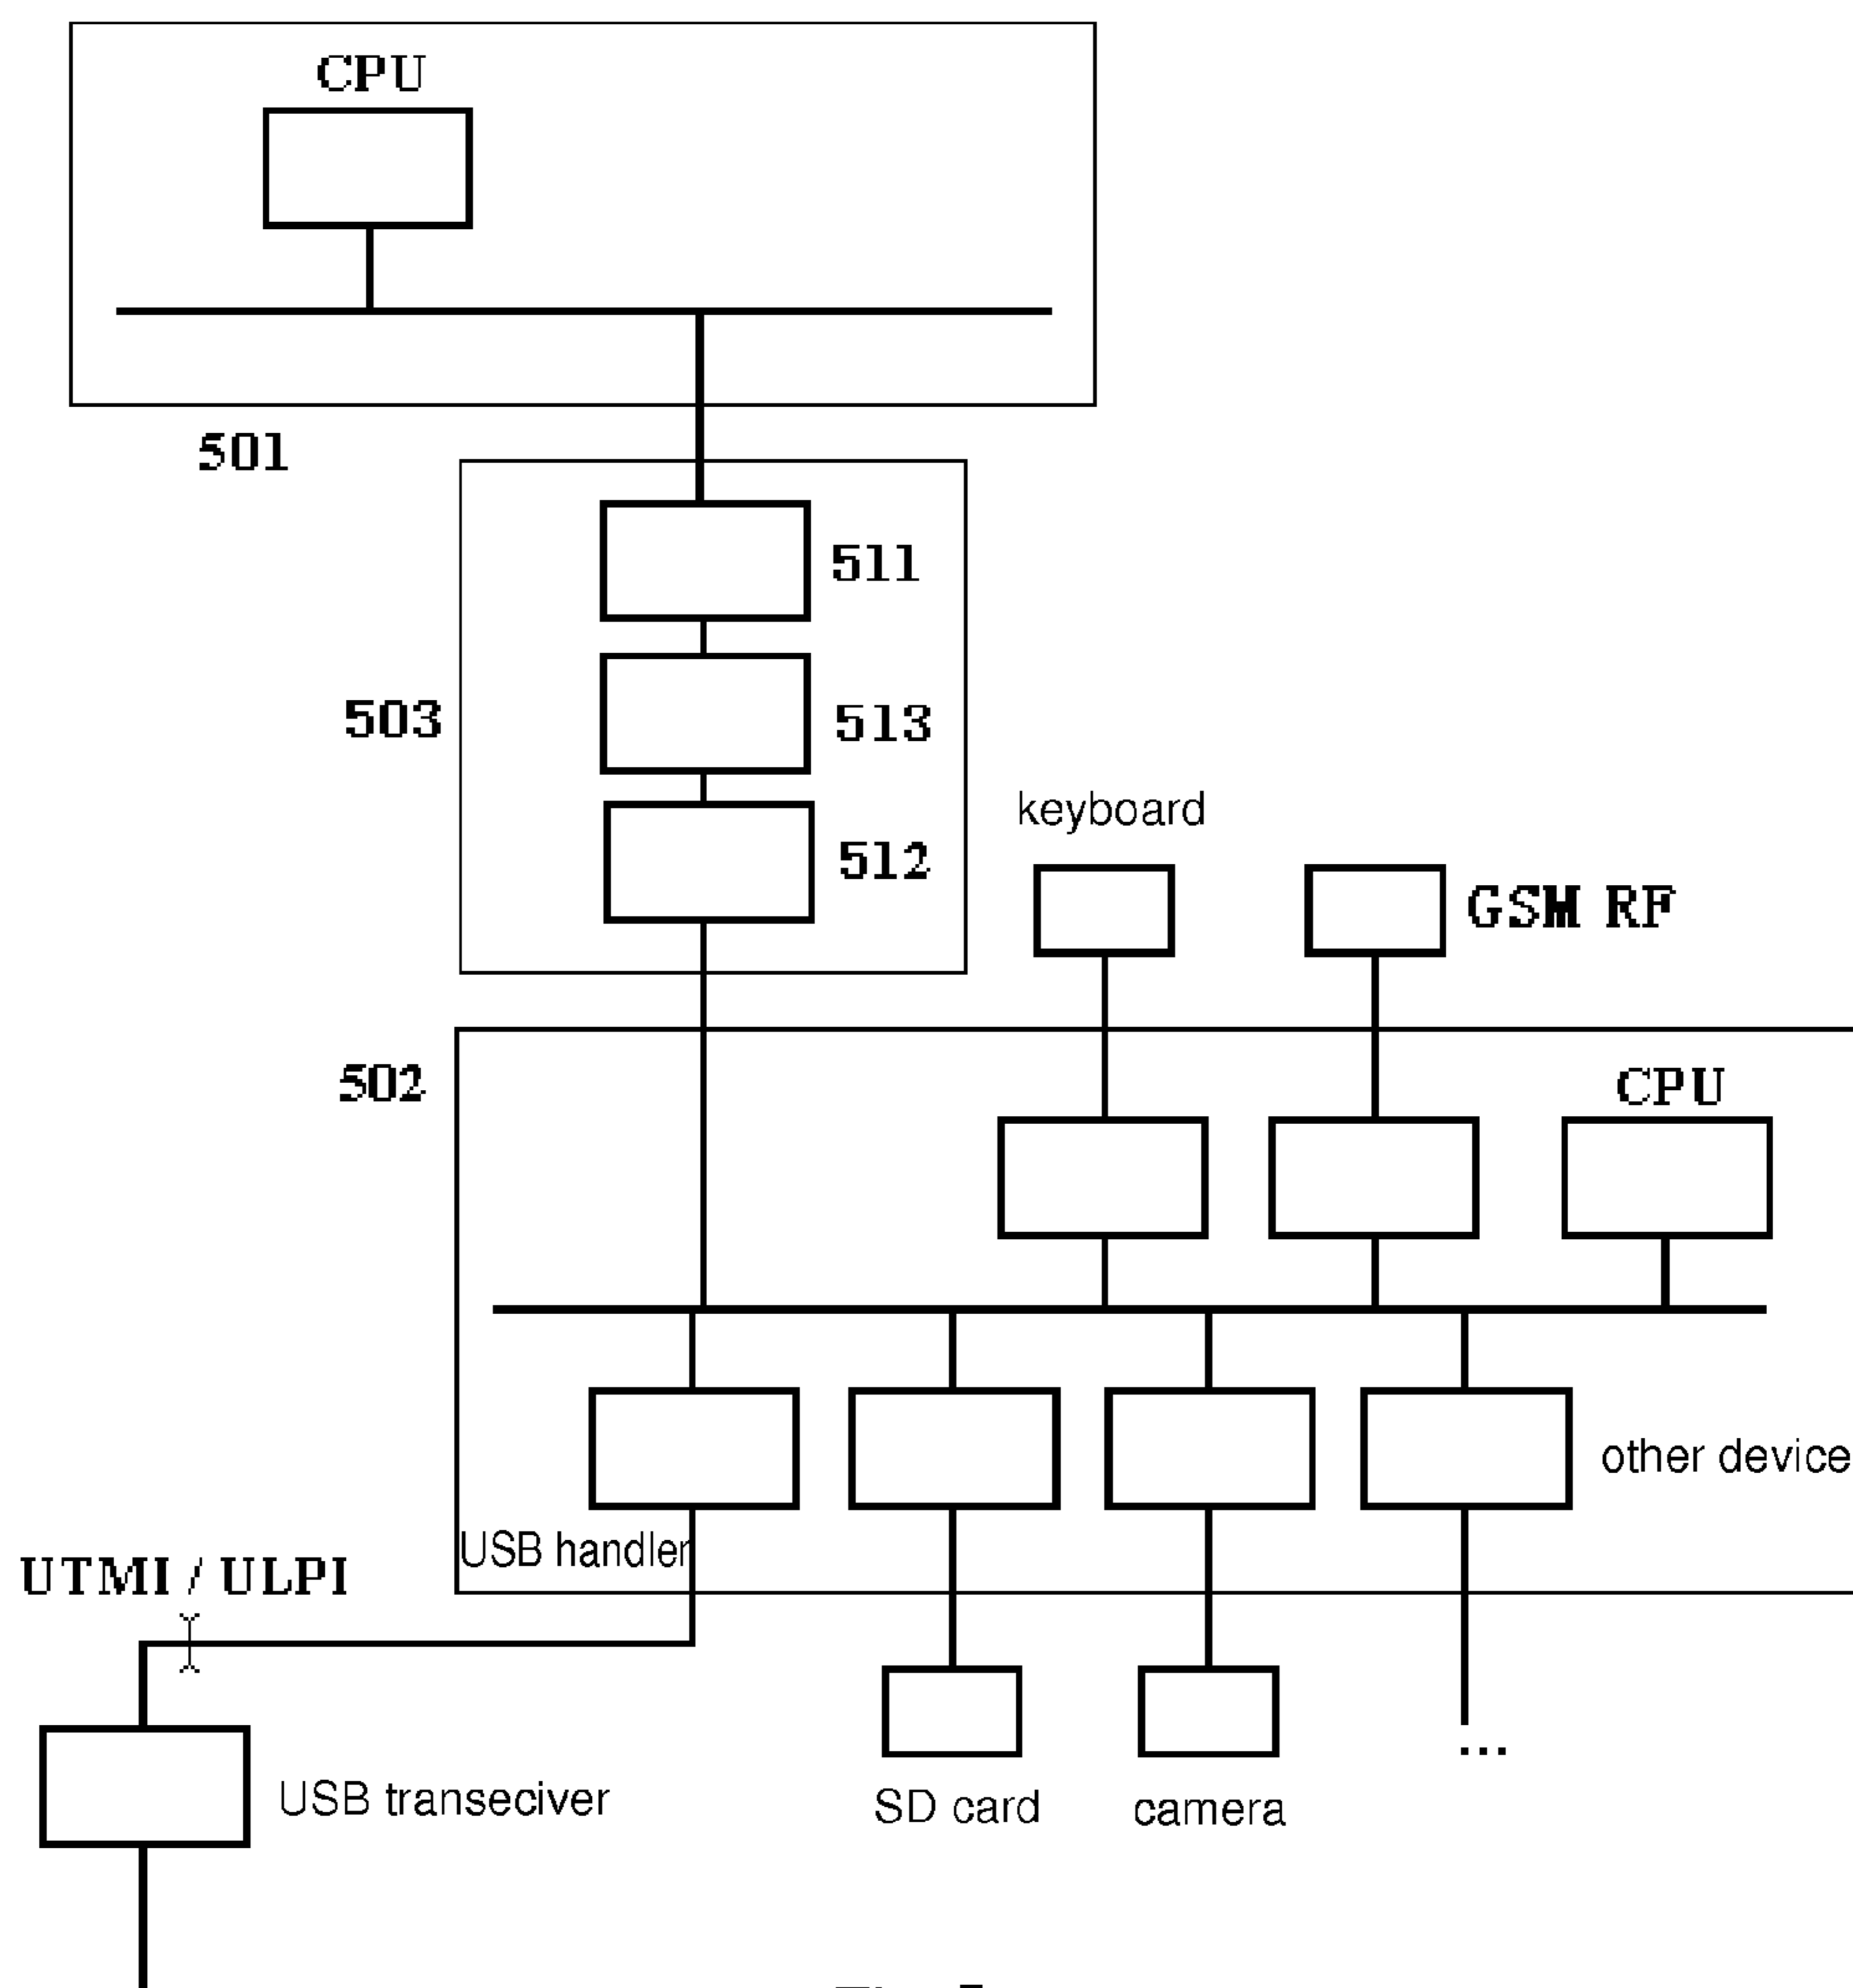 CPU
501
511
503
513
512
keyboard
GSM RF
502
CPU
other device
USB handler
UTMI/ULPI
...
USB transeciver
SD card
camera